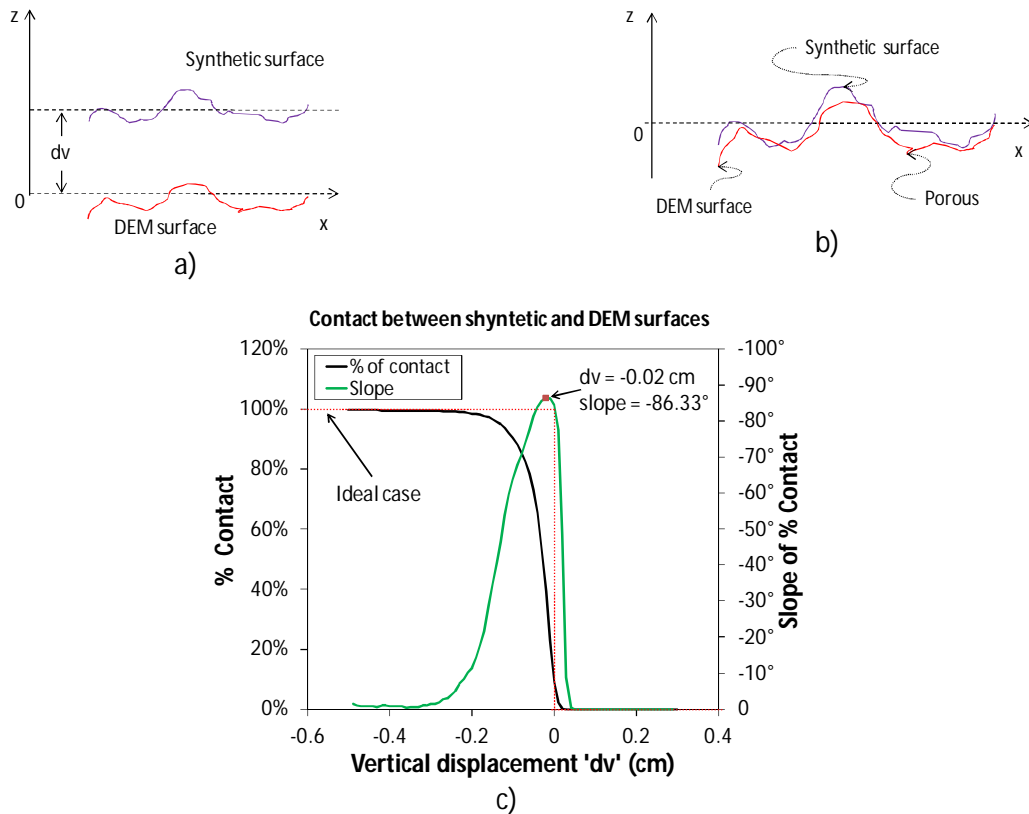 z
Synthetic surface
dv
0
DEM surface
x
a)
z
Synthetic surface
0
x
DEM surface
Porous
b)
Contact between shyntetic and DEM surfaces
% of contact
Slope
dv = -0.02 cm
slope = -86.33°
Ideal case
% Contact
120%
100%
80%
60%
40%
20%
0%
-100°
-90°
-80°
-70°
-60°
-50°
-40°
-30°
-20°
-10°
0
Slope of % Contact
-0.6
-0.4
-0.2
0
0.2
0.4
Vertical displacement 'dv' (cm)
c)